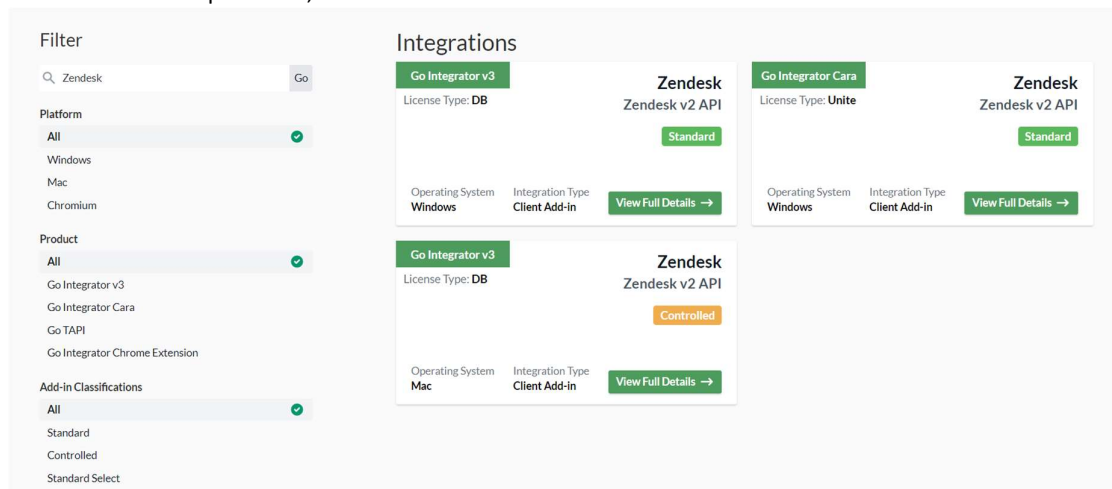 Filter
Zendesk
Go
Platform
All
Windows
Mac
Chromium
Product
All
Go Integrator v3
Go Integrator Cara
Go TAPI
Go Integrator Chrome Extension
Add-in Classifications
All
Standard
Controlled
Standard Select
Integrations
Go Integrator v3
Zendesk
License Type: DB
Zendesk v2 API
Standard
Operating System
Windows
Integration Type
Client Add-in
View Full Details →
Go Integrator Cara
Zendesk
License Type: Unite
Zendesk v2 API
Standard
Operating System
Windows
Integration Type
Client Add-in
View Full Details →
Go Integrator v3
Zendesk
License Type: DB
Zendesk v2 API
Controlled
Operating System
Mac
Integration Type
Client Add-in
View Full Details →